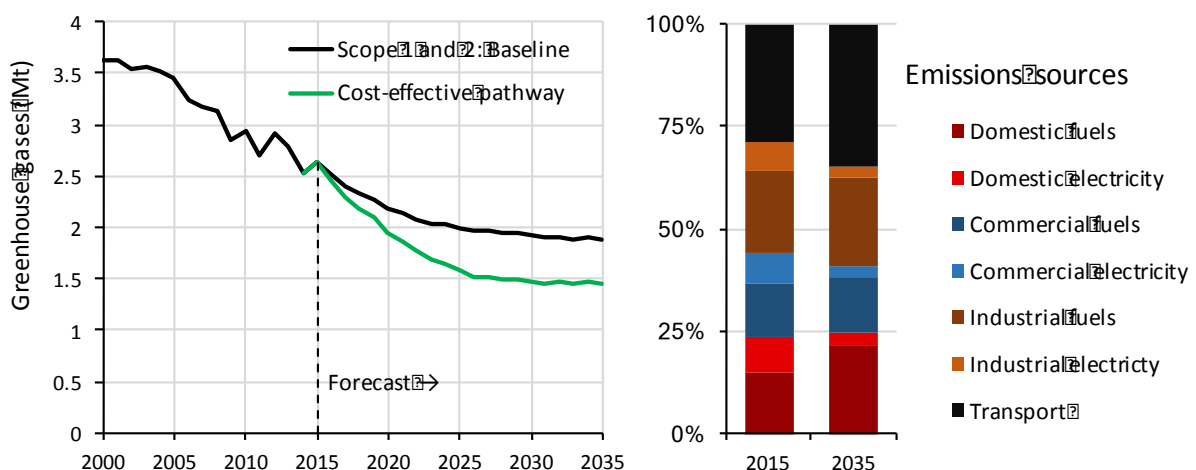 Greenhouse⍰gases⍰(Mt)
4
3.5
3
2.5
2
1.5
1
0.5
0
2000 2005 2010 2015 2020 2025 2030 2035
Scope⍰1⍰and⍰2:⍰Baseline
Cost-effective⍰pathway
Forecast⍰→
100%
75%
50%
25%
0%
2015 2035
Emissions⍰sources
Domestic⍰fuels
Domestic⍰electricity
Commercial⍰fuels
Commercial⍰electricity
Industrial⍰fuels
Industrial⍰electricty
Transport⍰